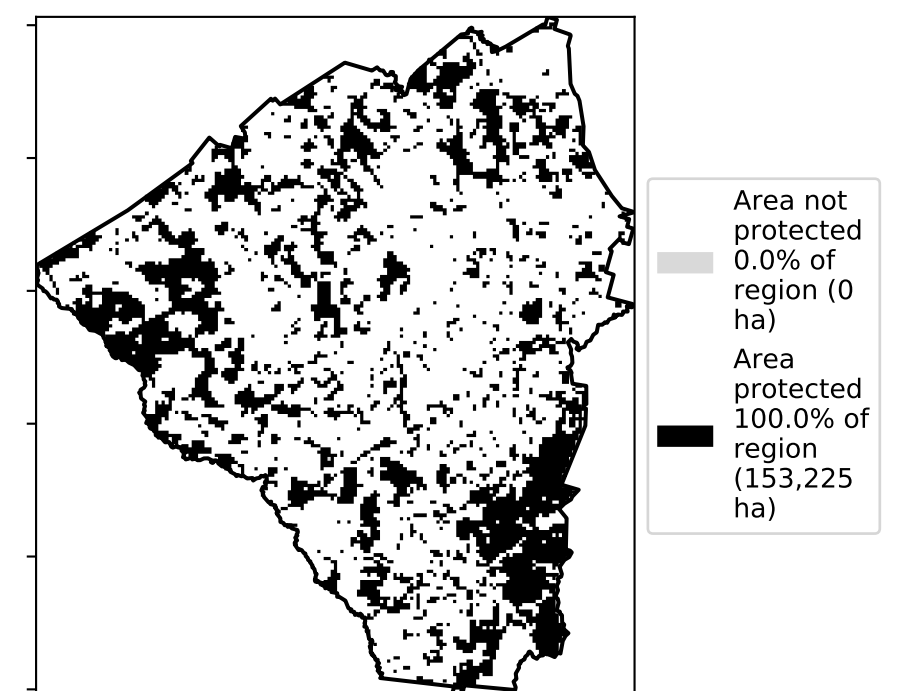 Area not
protected
0.0% of
region (0
ha)
Area
protected
100.0% of
region
(153,225
ha)